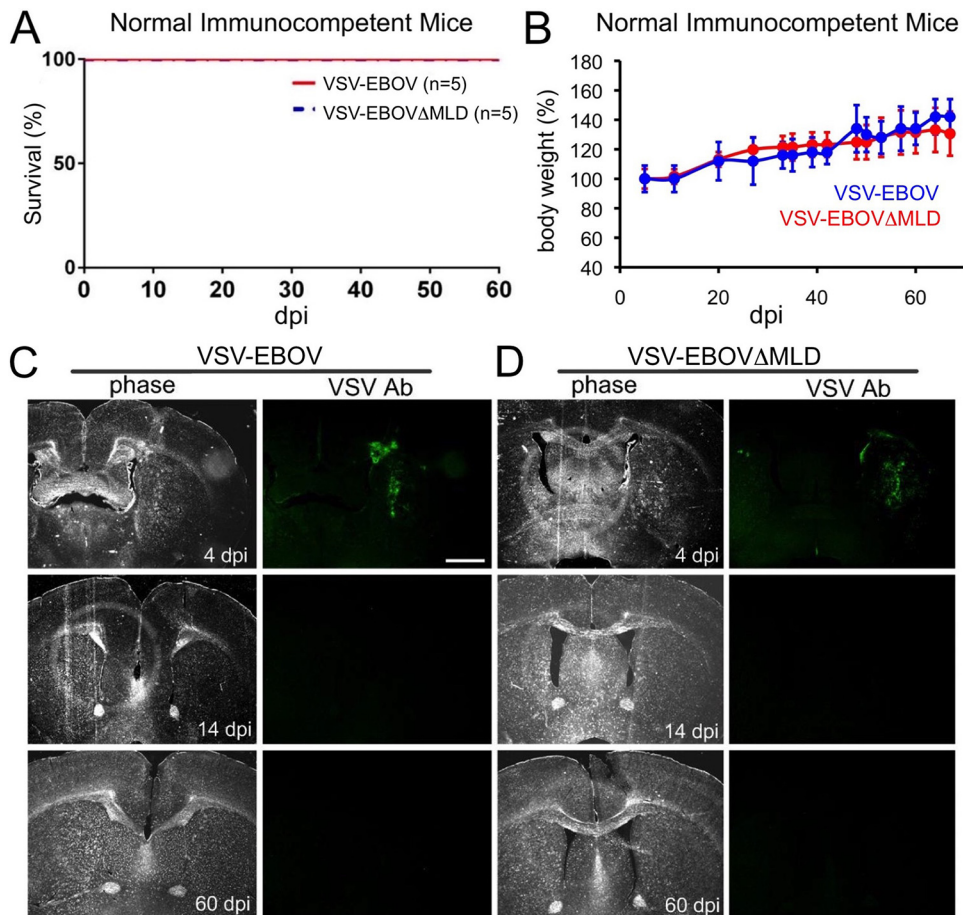 A Normal Immunocompetent Mice
100
50
0
Survival (%)
VSV-EBOV (n=5)
VSV-EBOVΔMLD (n=5)
0 10 20 30 40 50 60
dpi
B Normal Immunocompetent Mice
180
160
140
120
100
80
60
40
body weight (%)
VSV-EBOV
VSV-EBOVΔMLD
0 20 40 60
dpi
C VSV-EBOV
phase VSV Ab
4 dpi
14 dpi
60 dpi
D VSV-EBOVΔMLD
phase VSV Ab
4 dpi
14 dpi
60 dpi